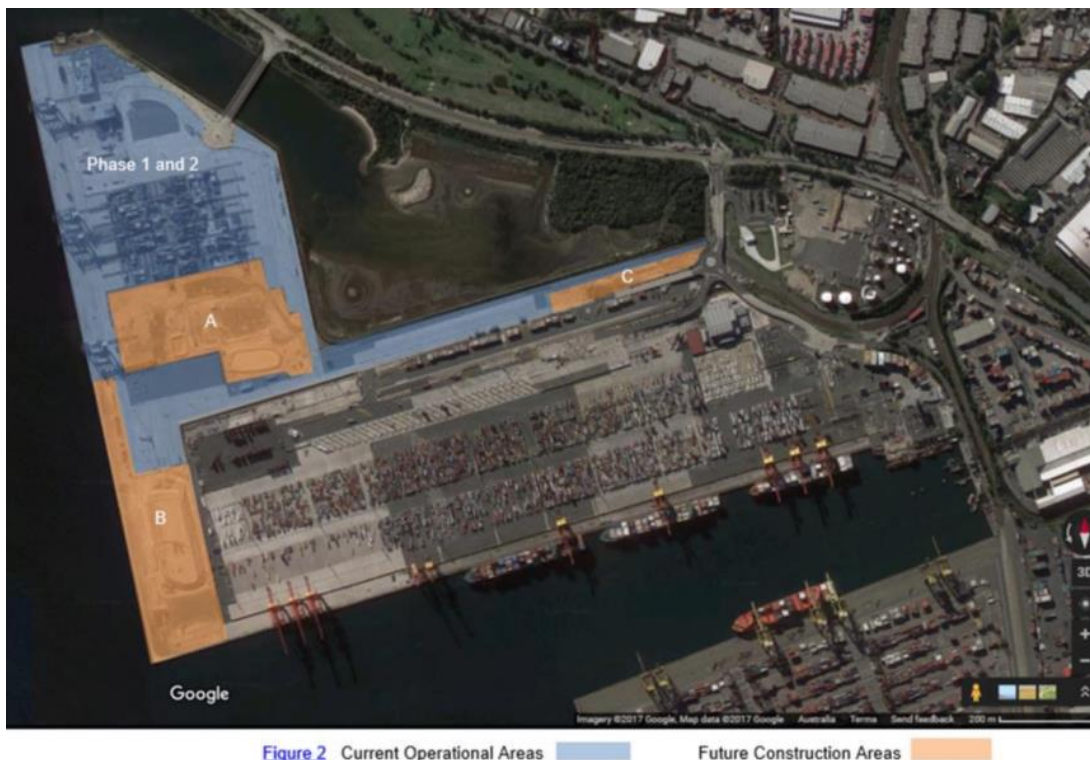 Phase 1 and 2
C
A
B
Google
3D
Imagery ©2017 Google, Map data ©2017 Google Australia Terms Send feedback 200 m
Figure 2 Current Operational Areas Future Construction Areas